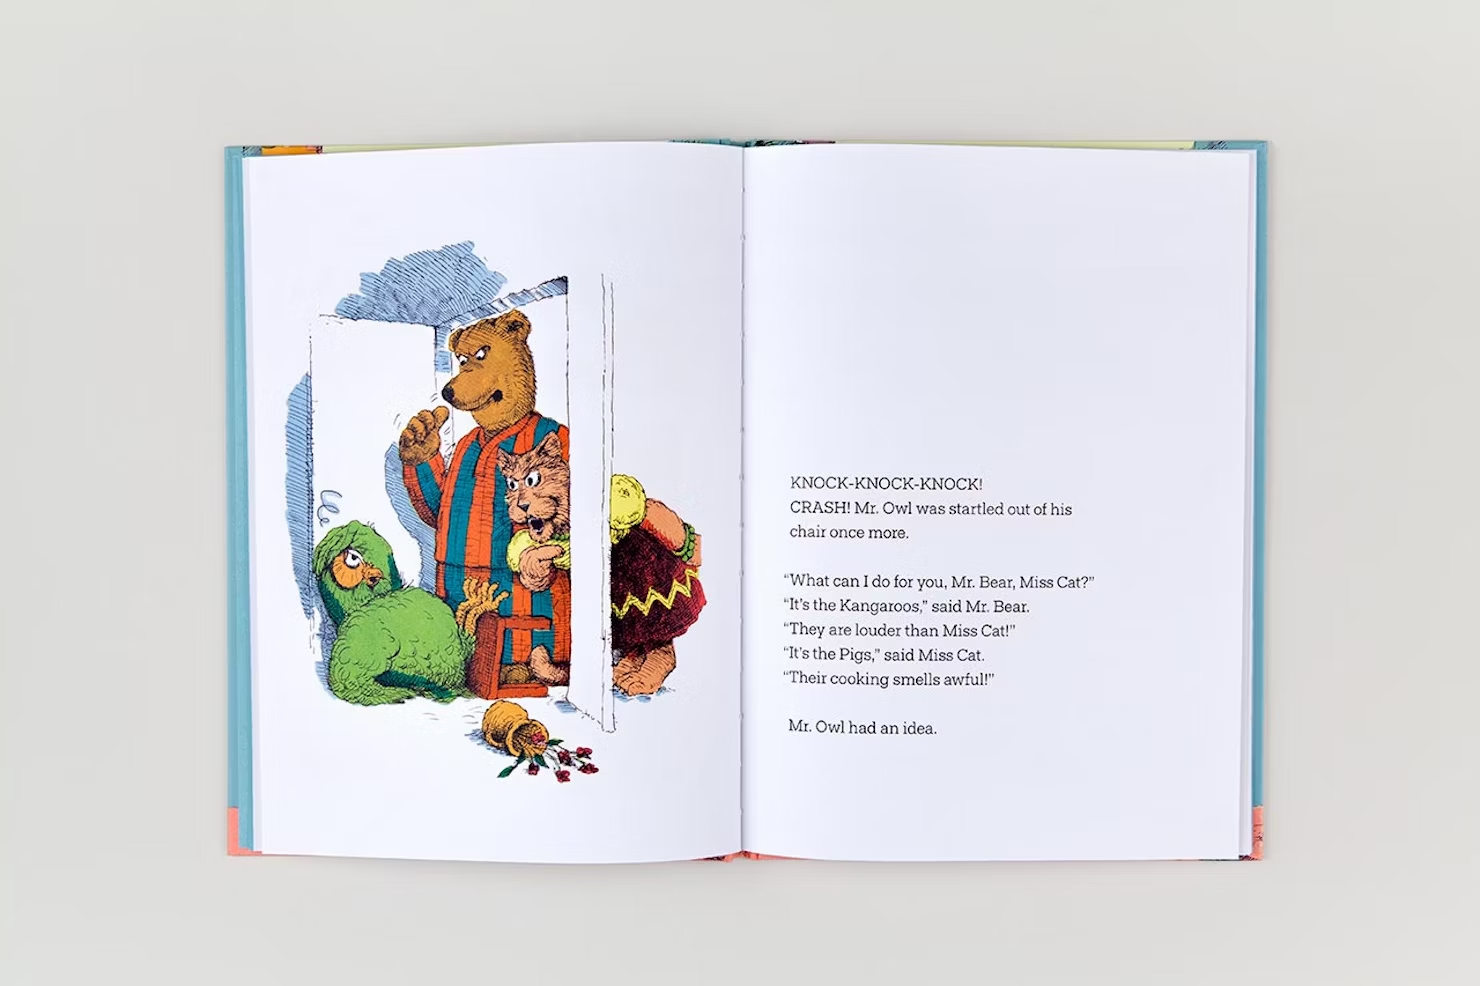 KNOCK-KNOCK-KNOCK!
CRASH! Mr. Owl was startled out of his
chair once more.
“What can I do for you, Mr. Bear, Miss Cat?”
“It’s the Kangaroos,” said Mr. Bear.
“They are louder than Miss Cat!”
“It’s the Pigs,” said Miss Cat.
“Their cooking smells awful!”
Mr. Owl had an idea.